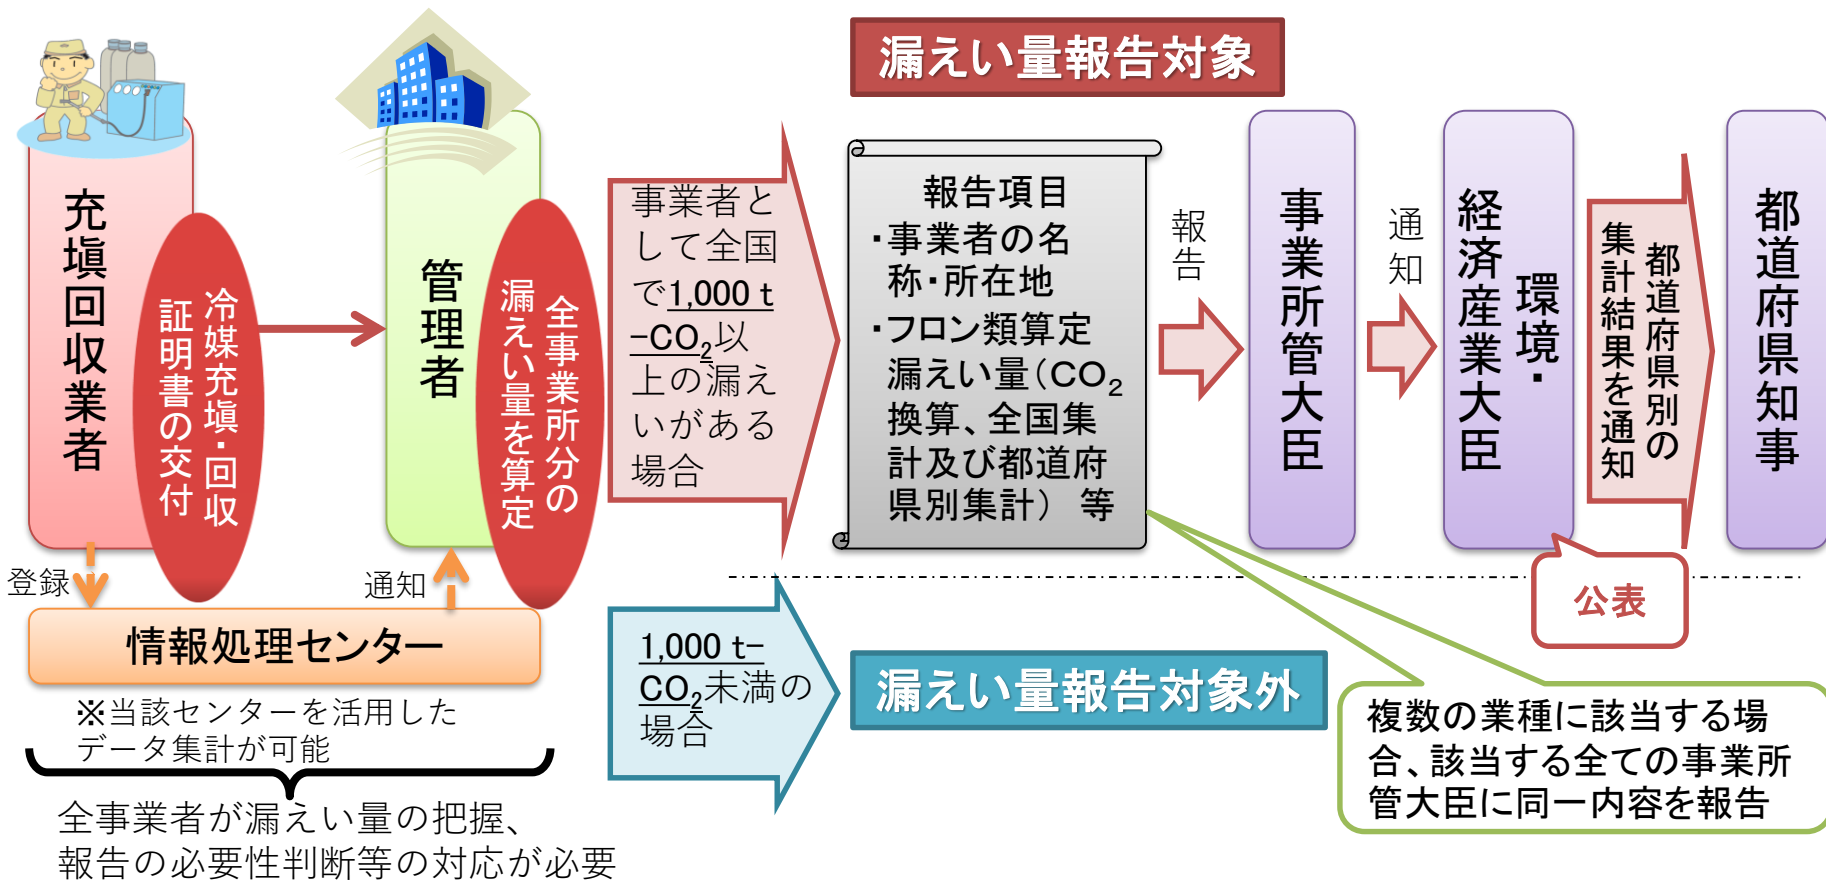 漏えい量報告対象
充塡回収業者
冷媒充塡・回収
証明書の交付
管理者
全事業所分の
漏えい量を算定
登録
通知
情報処理センター
※当該センターを活用した
データ集計が可能
全事業者が漏えい量の把握、
報告の必要性判断等の対応が必要
事業者と
して全国
で1,000 t
-CO2以
上の漏え
いがある
場合
報告項目
・事業者の名
称・所在地
・フロン類算定
漏えい量(CO2
換算、全国集
計及び都道府
県別集計) 等
報告
事業所管大臣
通知
環境・
経済産業大臣
都道府県別の
集計結果を通知
都道府県知事
公表
1,000 t-
CO2未満の
場合
漏えい量報告対象外
複数の業種に該当する場
合、該当する全ての事業所
管大臣に同一内容を報告